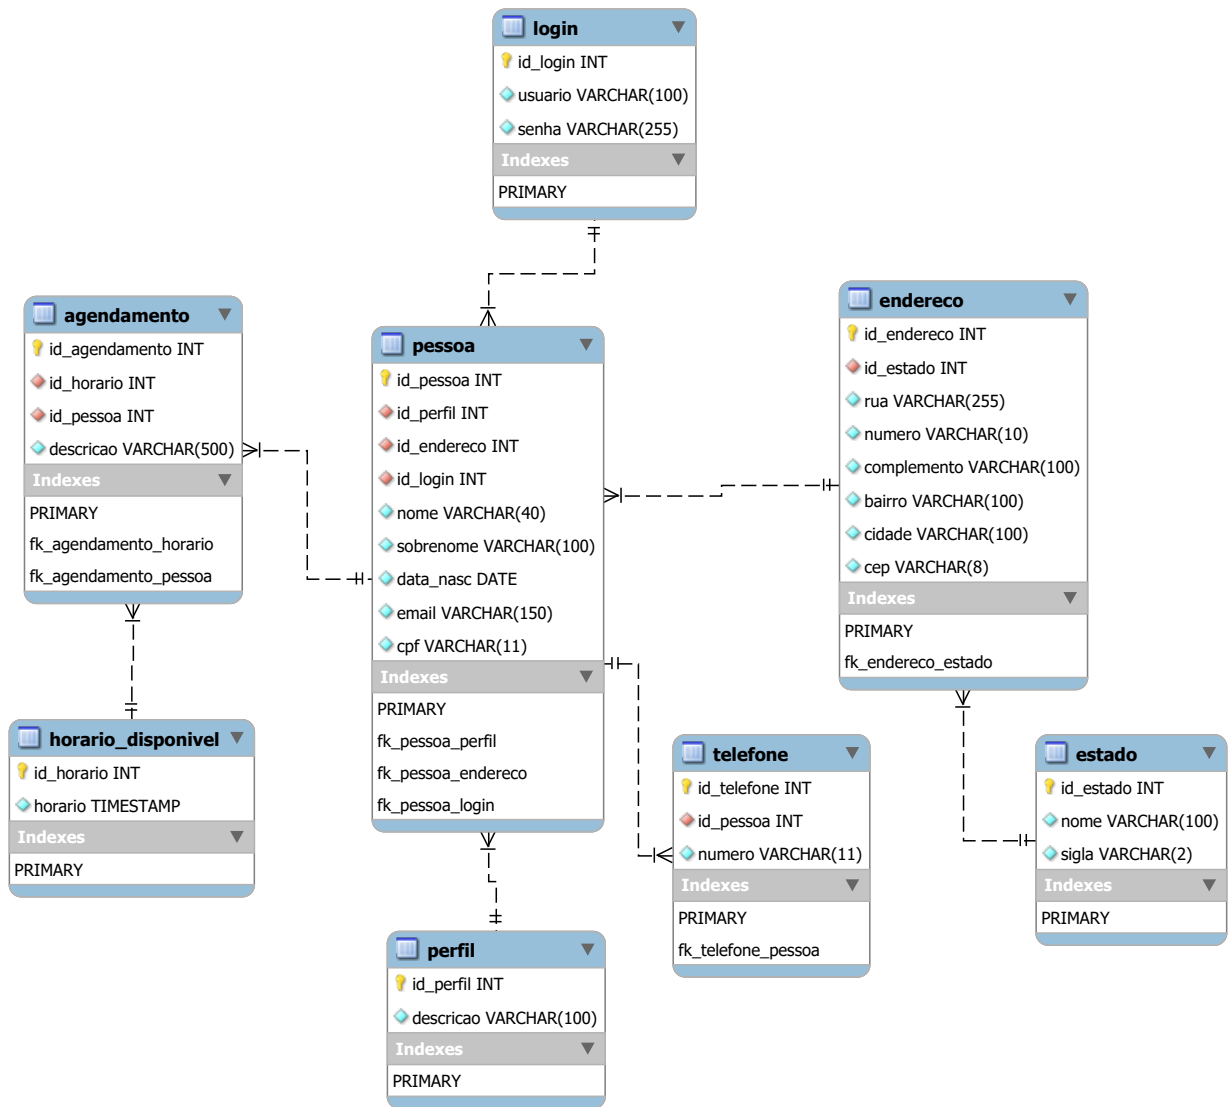 login
id_login INT
usuario VARCHAR(100)
senha VARCHAR(255)
Indexes
PRIMARY
agendamento
id_agendamento INT
id_horario INT
id_pessoa INT
descricao VARCHAR(500)
Indexes
PRIMARY
fk_agendamento_horario
fk_agendamento_pessoa
pessoa
id_pessoa INT
id_perfil INT
id_endereco INT
id_login INT
nome VARCHAR(40)
sobrenome VARCHAR(100)
data_nasc DATE
email VARCHAR(150)
cpf VARCHAR(11)
Indexes
PRIMARY
fk_pessoa_perfil
fk_pessoa_endereco
fk_pessoa_login
endereco
id_endereco INT
id_estado INT
rua VARCHAR(255)
numero VARCHAR(10)
complemento VARCHAR(100)
bairro VARCHAR(100)
cidade VARCHAR(100)
cep VARCHAR(8)
Indexes
PRIMARY
fk_endereco_estado
horario_disponivel
id_horario INT
horario TIMESTAMP
Indexes
PRIMARY
telefone
id_telefone INT
id_pessoa INT
numero VARCHAR(11)
Indexes
PRIMARY
fk_telefone_pessoa
estado
id_estado INT
nome VARCHAR(100)
sigla VARCHAR(2)
Indexes
PRIMARY
perfil
id_perfil INT
descricao VARCHAR(100)
Indexes
PRIMARY